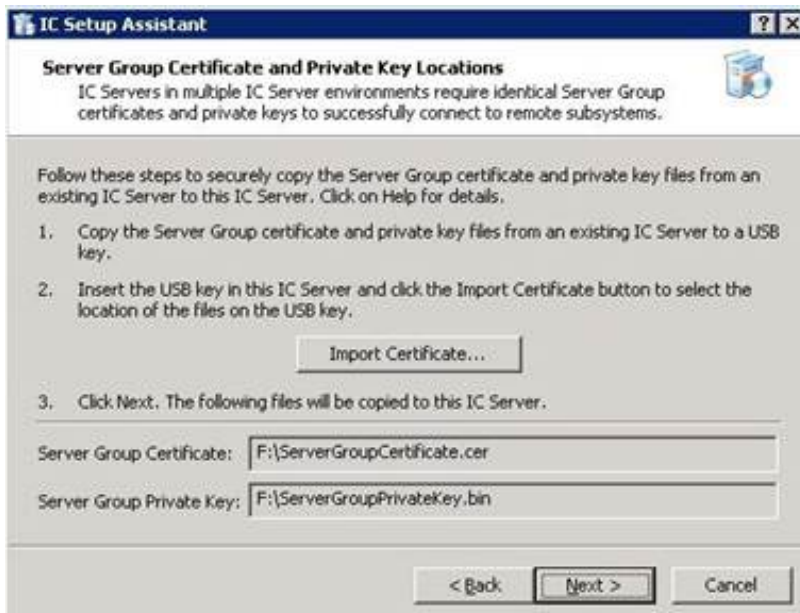 IC Setup Assistant
Server Group Certificate and Private Key Locations
IC Servers in multiple IC Server environments require identical Server Group
certificates and private keys to successfully connect to remote subsystems.
Follow these steps to securely copy the Server Group certificate and private key files from an
existing IC Server to this IC Server. Click on Help for details.
1. Copy the Server Group certificate and private key files from an existing IC Server to a USB
key.
2. Insert the USB key in this IC Server and click the Import Certificate button to select the
location of the files on the USB key.
Import Certificate...
3. Click Next. The following files will be copied to this IC Server.
Server Group Certificate: F:\ServerGroupCertificate.cer
Server Group Private Key: F:\ServerGroupPrivateKey.bin
< Back Next > Cancel